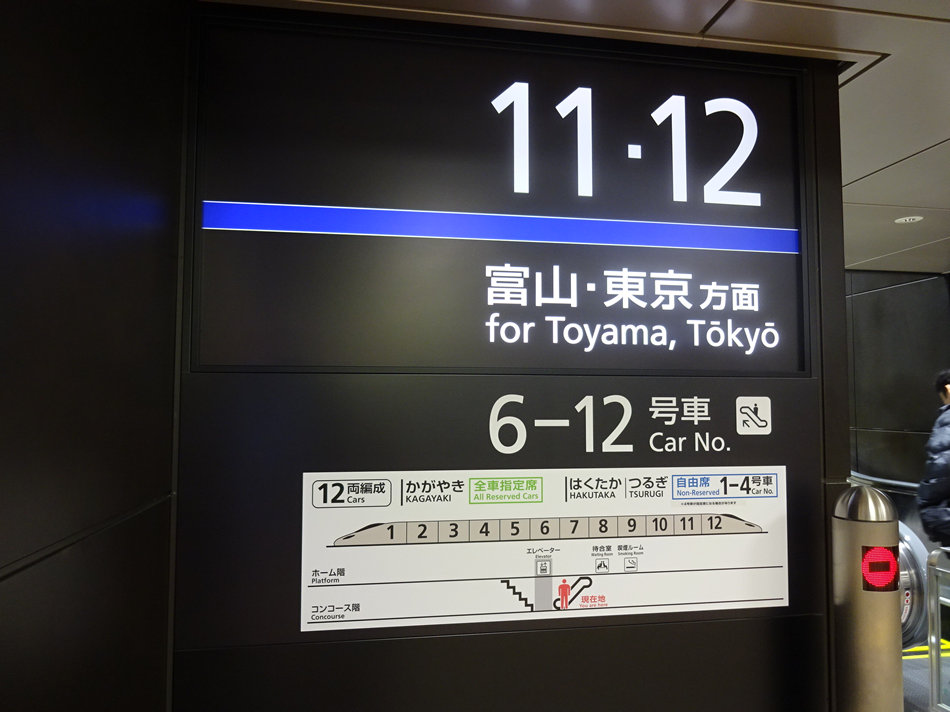 11・12
富山・東京方面
for Toyama, Tōkyō
6－12 号車
Car No.
12両編成
Cars
かがやき
KAGAYAKI
全車指定席
All Reserved Cars
はくたか
HAKUTAKA
つるぎ
TSURUGI
自由席
Non-Reserved
1－4号車
Car No.
1 2 3 4 5 6 7 8 9 10 11 12
エレベーター
Elevator
待合室
Waiting Room
喫煙ルーム
Smoking Room
ホーム階
Platform
コンコース階
Concourse
現在地
You are here